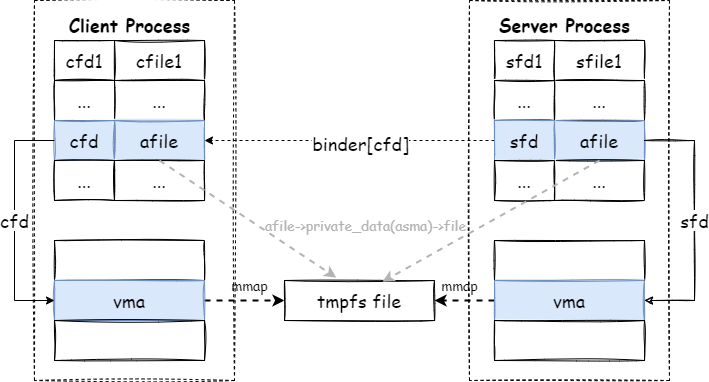 Client Process
Server Process
cfd1 cfile1
sfd1 sfile1
... ...
... ...
cfd afile
binder[cfd]
sfd afile
... ...
... ...
cfd
afile->private_data(asma)->file
sfd
vma
mmap
tmpfs file
mmap
vma